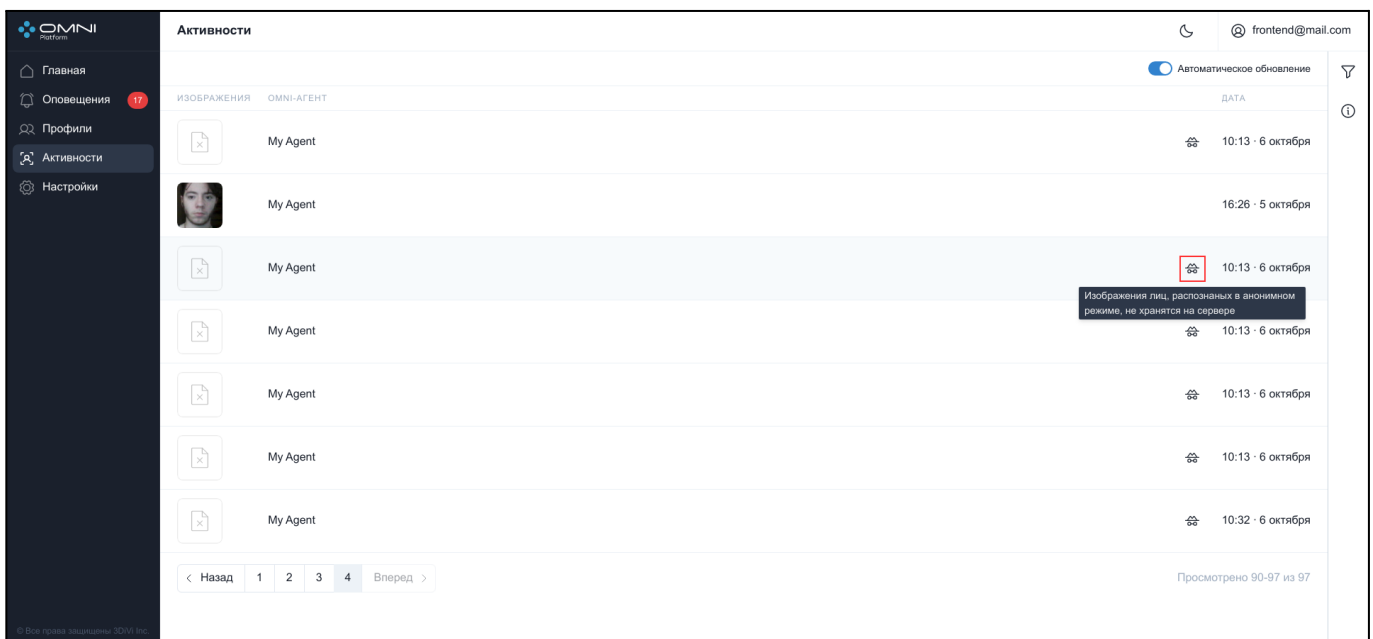 OMNI
Platform
Активности
frontend@mail.com
Главная
Оповещения 17
Профили
Активности
Настройки
Автоматическое обновление
ИЗОБРАЖЕНИЯ OMNI-АГЕНТ ДАТА
My Agent 10:13 · 6 октября
My Agent 16:26 · 5 октября
My Agent 10:13 · 6 октября
Изображения лиц, распознаных в анонимном
режиме, не хранятся на сервере
My Agent 10:13 · 6 октября
My Agent 10:13 · 6 октября
My Agent 10:13 · 6 октября
My Agent 10:32 · 6 октября
< Назад 1 2 3 4 Вперед >
Просмотрено 90-97 из 97
© Все права защищены 3DiVi Inc.